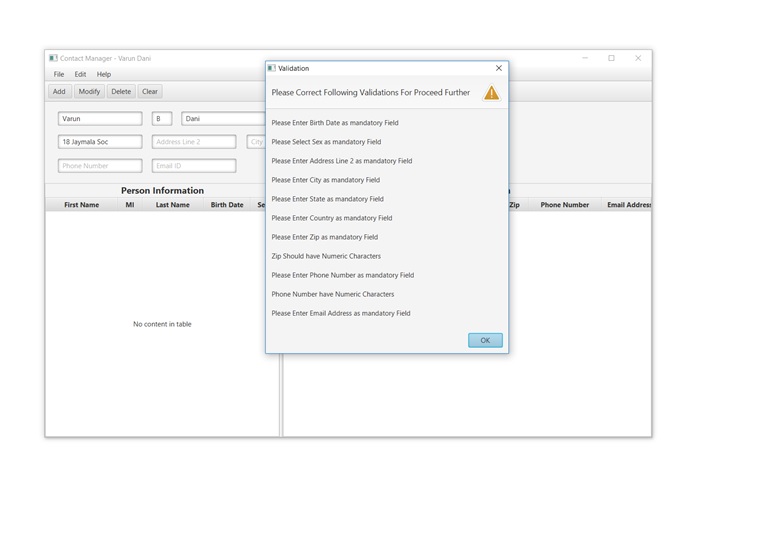 Contact Manager - Varun Dani
File Edit Help
Add Modify Delete Clear
Varun B Dani
18 Jaymala Soc Address Line 2 City
Phone Number Email ID
Person Information
First Name MI Last Name Birth Date Se Zip Phone Number Email Address
No content in table
Validation
Please Correct Following Validations For Proceed Further
Please Enter Birth Date as mandatory Field
Please Select Sex as mandatory Field
Please Enter Address Line 2 as mandatory Field
Please Enter City as mandatory Field
Please Enter State as mandatory Field
Please Enter Country as mandatory Field
Please Enter Zip as mandatory Field
Zip Should have Numeric Characters
Please Enter Phone Number as mandatory Field
Phone Number have Numeric Characters
Please Enter Email Address as mandatory Field
OK